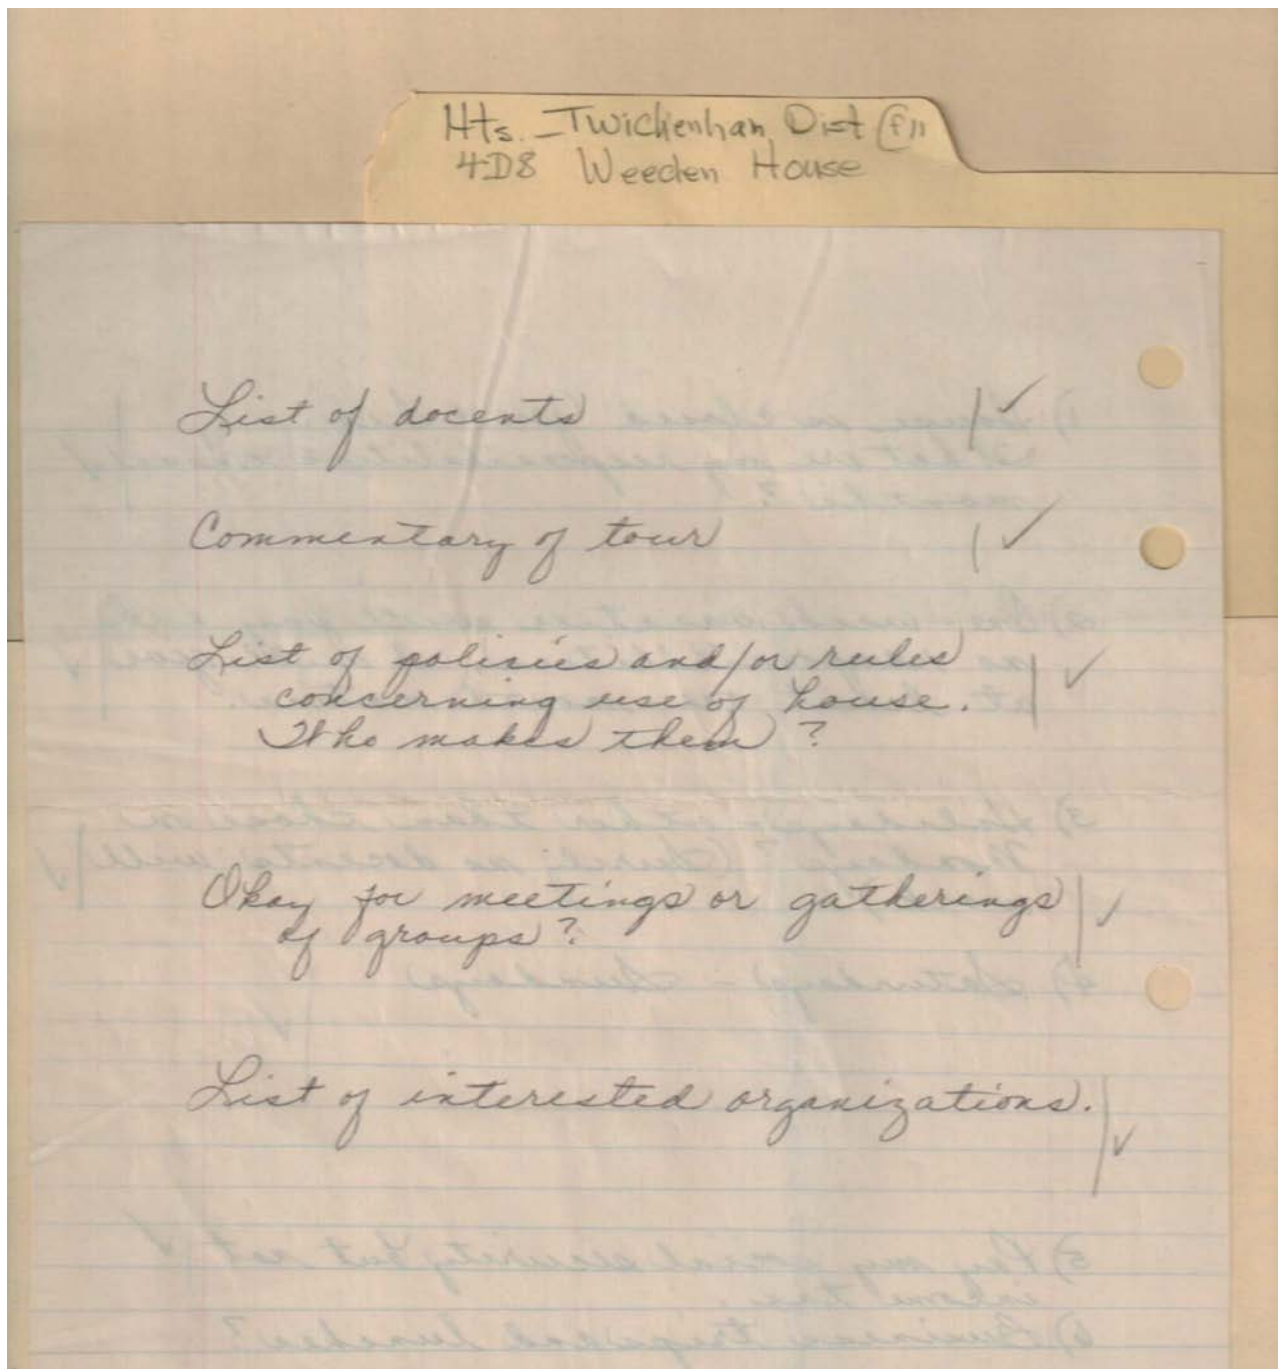 Hts. - Twickenham Dist (f)11
4D8 Weeden House
List of docents
Commentary of tour
List of policies and/or rules
concerning use of house.
Who makes them?
Okay for meetings or gatherings
of groups?
List of interested organizations.